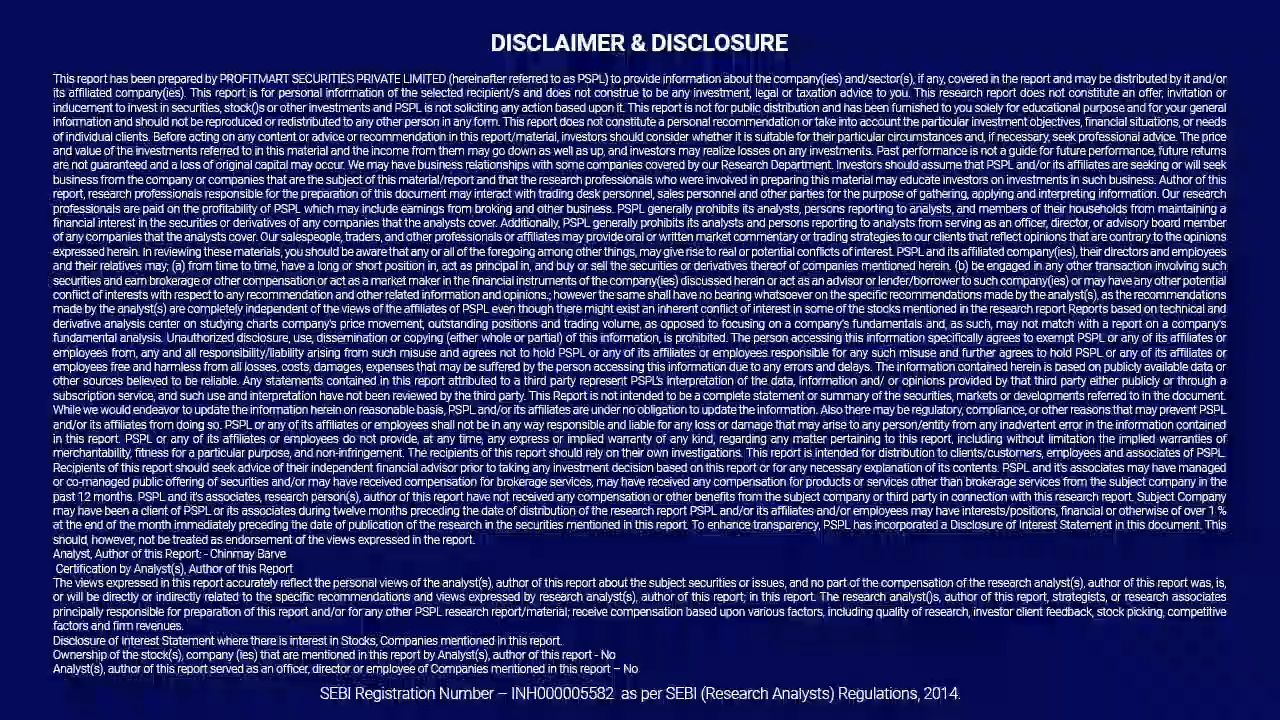 DISCLAIMER & DISCLOSURE
This report has been prepared by PROFITMART SECURITIES PRIVATE LIMITED (hereinafter referred to as PSPL) to provide information about the company(ies) and/sector(s), if any, covered in the report and may be distributed by it and/or
its affiliated company(ies). This report is for personal information of the selected recipient/s and does not construe to be any investment, legal or taxation advice to you. This research report does not constitute an offer, invitation or
inducement to invest in securities, stock()s or other investments and PSPL is not soliciting any action based upon it. This report is not for public distribution and has been furnished to you solely for educational purpose and for your general
information and should not be reproduced or redistributed to any other person in any form. This report does not constitute a personal recommendation or take into account the particular investment objectives, financial situations, or needs
of individual clients. Before acting on any content or advice or recommendation in this report/material, investors should consider whether it is suitable for their particular circumstances and, if necessary, seek professional advice. The price
and value of the investments referred to in this material and the income from them may go down as well as up, and investors may realize losses on any investments. Past performance is not a guide for future performance, future returns
are not guaranteed and a loss of original capital may occur. We may have business relationships with some companies covered by our Research Department. Investors should assume that PSPL and/or its affiliates are seeking or will seek
business from the company or companies that are the subject of this material/report and that the research professionals who were involved in preparing this material may educate investors on investments in such business. Author of this
report, research professionals responsible for the preparation of this document may interact with trading desk personnel, sales personnel and other parties for the purpose of gathering, applying and interpreting information. Our research
professionals are paid on the profitability of PSPL which may include earnings from broking and other business. PSPL generally prohibits its analysts, persons reporting to analysts, and members of their households from maintaining a
financial interest in the securities or derivatives of any companies that the analysts cover. Additionally, PSPL generally prohibits its analysts and persons reporting to analysts from serving as an officer, director, or advisory board member
of any companies that the analysts cover. Our salespeople, traders, and other professionals or affiliates may provide oral or written market commentary or trading strategies to our clients that reflect opinions that are contrary to the opinions
expressed herein. In reviewing these materials, you should be aware that any or all of the foregoing among other things, may give rise to real or potential conflicts of interest. PSPL and its affiliated company(ies), their directors and employees
and their relatives may; (a) from time to time, have a long or short position in, act as principal in, and buy or sell the securities or derivatives thereof of companies mentioned herein. (b) be engaged in any other transaction involving such
securities and earn brokerage or other compensation or act as a market maker in the financial instruments of the company(ies) discussed herein or act as an advisor or lender/borrower to such company(ies) or may have any other potential
conflict of interests with respect to any recommendation and other related information and opinions.; however the same shall have no bearing whatsoever on the specific recommendations made by the analyst(s), as the recommendations
made by the analyst(s) are completely independent of the views of the affiliates of PSPL even though there might exist an inherent conflict of interest in some of the stocks mentioned in the research report Reports based on technical and
derivative analysis center on studying charts company's price movement, outstanding positions and trading volume, as opposed to focusing on a company's fundamentals and, as such, may not match with a report on a company's
fundamental analysis. Unauthorized disclosure, use, dissemination or copying (either whole or partial) of this information, is prohibited. The person accessing this information specifically agrees to exempt PSPL or any of its affiliates or
employees from, any and all responsibility/liability arising from such misuse and agrees not to hold PSPL or any of its affiliates or employees responsible for any such misuse and further agrees to hold PSPL or any of its affiliates or
employees free and harmless from all losses, costs, damages, expenses that may be suffered by the person accessing this information due to any errors and delays. The information contained herein is based on publicly available data or
other sources believed to be reliable. Any statements contained in this report attributed to a third party represent PSPL's interpretation of the data, information and/ or opinions provided by that third party either publicly or through a
subscription service, and such use and interpretation have not been reviewed by the third party. This Report is not intended to be a complete statement or summary of the securities, markets or developments referred to in the document.
While we would endeavor to update the information herein on reasonable basis, PSPL and/or its affiliates are under no obligation to update the information. Also there may be regulatory, compliance, or other reasons that may prevent PSPL
and/or its affiliates from doing so. PSPL or any of its affiliates or employees shall not be in any way responsible and liable for any loss or damage that may arise to any person/entity from any inadvertent error in the information contained
in this report. PSPL or any of its affiliates or employees do not provide, at any time, any express or implied warranty of any kind, regarding any matter pertaining to this report, including without limitation the implied warranties of
merchantability, fitness for a particular purpose, and non-infringement. The recipients of this report should rely on their own investigations. This report is intended for distribution to clients/customers, employees and associates of PSPL.
Recipients of this report should seek advice of their independent financial advisor prior to taking any investment decision based on this report or for any necessary explanation of its contents. PSPL and it's associates may have managed
or co-managed public offering of securities and/or may have received compensation for brokerage services, may have received any compensation for products or services other than brokerage services from the subject company in the
past 12 months. PSPL and it's associates, research person(s), author of this report have not received any compensation or other benefits from the subject company or third party in connection with this research report. Subject Company
may have been a client of PSPL or its associates during twelve months preceding the date of distribution of the research report PSPL and/or its affiliates and/or employees may have interests/positions, financial or otherwise of over 1 %
at the end of the month immediately preceding the date of publication of the research in the securities mentioned in this report. To enhance transparency, PSPL has incorporated a Disclosure of Interest Statement in this document. This
should, however, not be treated as endorsement of the views expressed in the report.
Analyst, Author of this Report: - Chinmay Barve
Certification by Analyst(s), Author of this Report
The views expressed in this report accurately reflect the personal views of the analyst(s), author of this report about the subject securities or issues, and no part of the compensation of the research analyst(s), author of this report was, is,
or will be directly or indirectly related to the specific recommendations and views expressed by research analyst(s), author of this report; in this report. The research analyst()s, author of this report, strategists, or research associates
principally responsible for preparation of this report and/or for any other PSPL research report/material; receive compensation based upon various factors, including quality of research, investor client feedback, stock picking, competitive
factors and firm revenues.
Disclosure of Interest Statement where there is interest in Stocks, Companies mentioned in this report.
Ownership of the stock(s), company (ies) that are mentioned in this report by Analyst(s), author of this report - No
Analyst(s), author of this report served as an officer, director or employee of Companies mentioned in this report – No
SEBI Registration Number – INH000005582 as per SEBI (Research Analysts) Regulations, 2014.